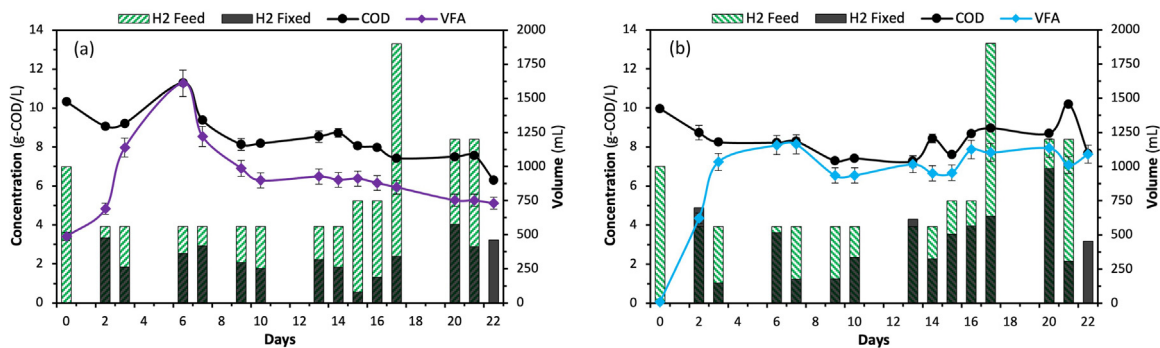 H2 Feed H2 Fixed COD VFA
(a)
Concentration (g-COD/L)
14
12
10
8
6
4
2
0
2000
1750
1500
1250
1000
750
500
250
0
Volume (mL)
0 2 4 6 8 10 12 14 16 18 20 22
Days
H2 Feed H2 Fixed COD VFA
(b)
Concentration (g-COD/L)
14
12
10
8
6
4
2
0
2000
1750
1500
1250
1000
750
500
250
0
Volume (mL)
0 2 4 6 8 10 12 14 16 18 20 22
Days